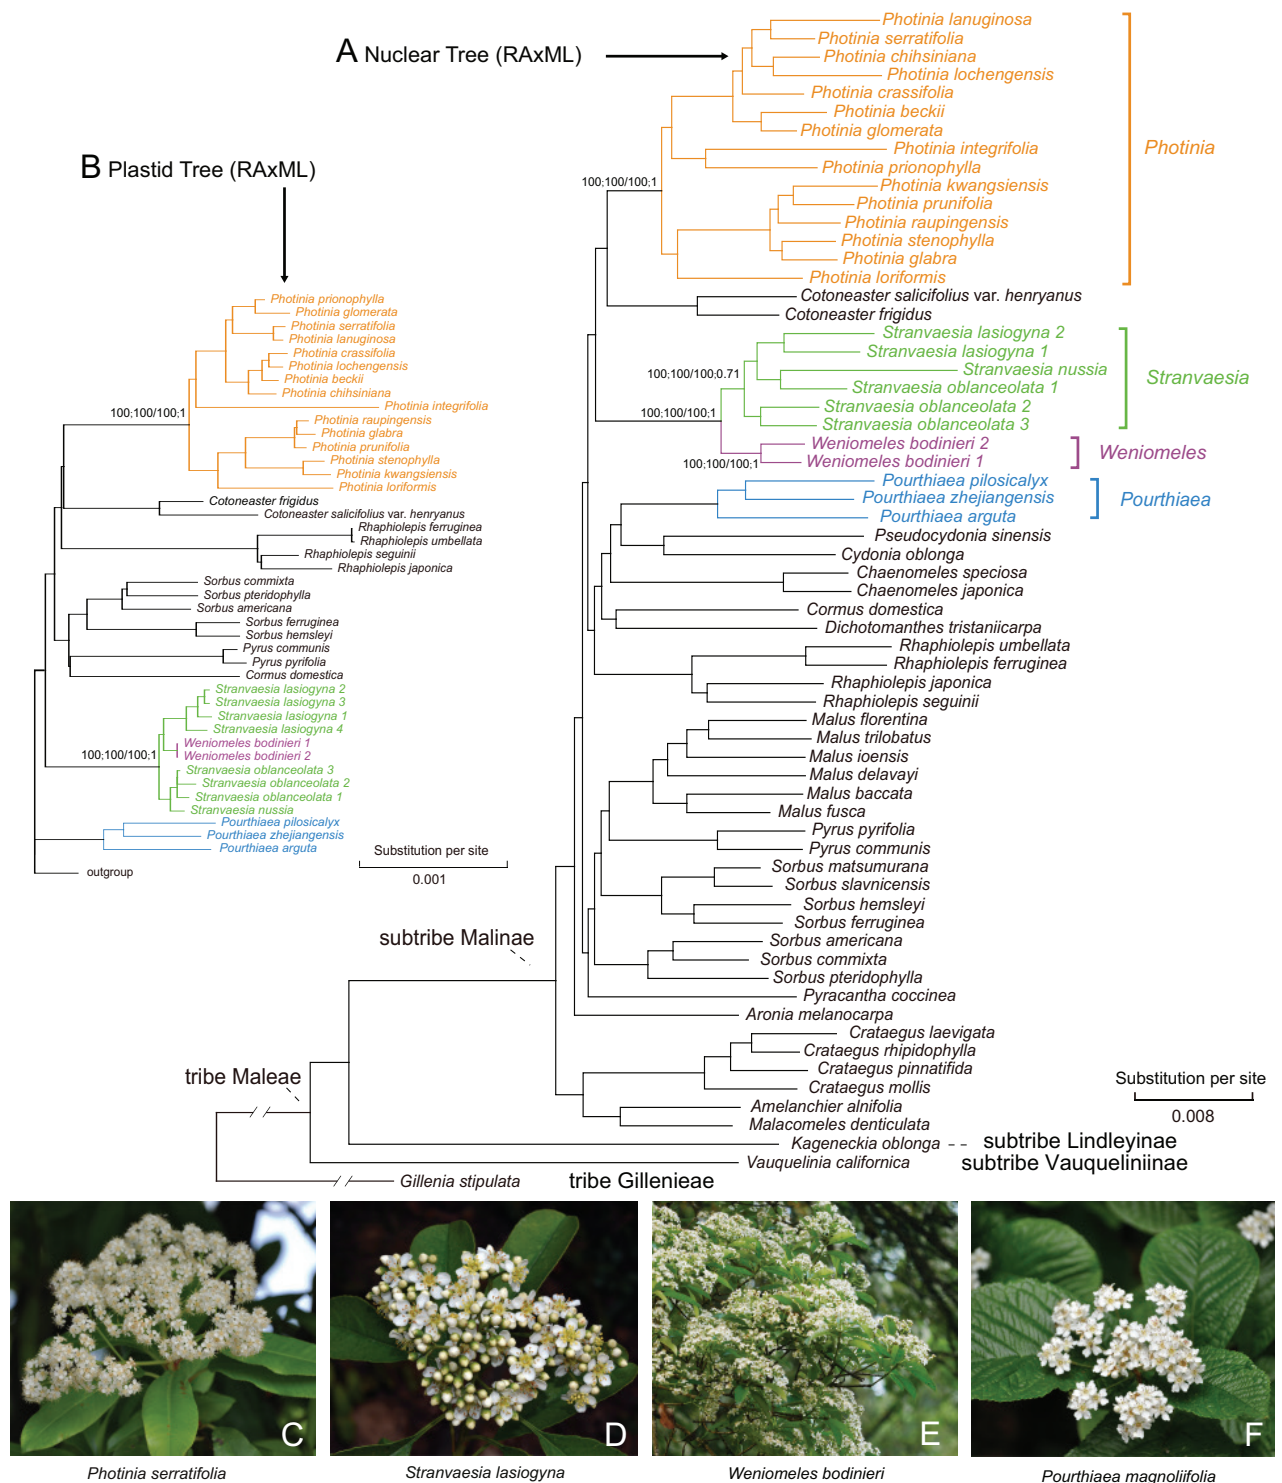 A Nuclear Tree (RAxML)
Photinia lanuginosa
Photinia serratifolia
Photinia chihsiniana
Photinia lochengensis
Photinia crassifolia
Photinia beckii
Photinia glomerata
Photinia integrifolia
Photinia prionophylla
100;100/100;1
Photinia kwangsiensis
Photinia prunifolia
Photinia raupingensis
Photinia stenophylla
Photinia glabra
Photinia loriformis
Photinia
Cotoneaster salicifolius var. henryanus
Cotoneaster frigidus
Stranvaesia lasiogyna 2
Stranvaesia lasiogyna 1
Stranvaesia nussia
100;100/100;0.71
Stranvaesia oblanceolata 1
Stranvaesia oblanceolata 2
100;100/100;1
Stranvaesia oblanceolata 3
Stranvaesia
Weniomeles bodinieri 2
Weniomeles bodinieri 1
100;100/100;1
Weniomeles
Pourthiaea pilosicalyx
Pourthiaea zhejiangensis
Pourthiaea arguta
Pourthiaea
Pseudocydonia sinensis
Cydonia oblonga
Chaenomeles speciosa
Chaenomeles japonica
Cormus domestica
Dichotomanthes tristaniicarpa
Rhaphiolepis umbellata
Rhaphiolepis ferruginea
Rhaphiolepis japonica
Rhaphiolepis seguinii
Malus florentina
Malus trilobatus
Malus ioensis
Malus delavayi
Malus baccata
Malus fusca
Pyrus pyrifolia
Pyrus communis
Sorbus matsumurana
Sorbus slavnicensis
Sorbus hemsleyi
Sorbus ferruginea
Sorbus americana
Sorbus commixta
Sorbus pteridophylla
Pyracantha coccinea
Aronia melanocarpa
Crataegus laevigata
Crataegus rhipidophylla
Crataegus pinnatifida
Crataegus mollis
Amelanchier alnifolia
Malacomeles denticulata
Kageneckia oblonga
subtribe Lindleyinae
Vauquelinia californica
subtribe Vauqueliniinae
Gillenia stipulata
tribe Gillenieae
subtribe Malinae
tribe Maleae
Substitution per site
0.008
B Plastid Tree (RAxML)
Photinia prionophylla
Photinia glomerata
Photinia serratifolia
Photinia lanuginosa
Photinia crassifolia
Photinia lochengensis
Photinia beckii
Photinia chihsiniana
Photinia integrifolia
100;100/100;1
Photinia raupingensis
Photinia glabra
Photinia prunifolia
Photinia stenophylla
Photinia kwangsiensis
Photinia loriformis
Cotoneaster frigidus
Cotoneaster salicifolius var. henryanus
Rhaphiolepis ferruginea
Rhaphiolepis umbellata
Rhaphiolepis seguinii
Rhaphiolepis japonica
Sorbus commixta
Sorbus pteridophylla
Sorbus americana
Sorbus ferruginea
Sorbus hemsleyi
Pyrus communis
Pyrus pyrifolia
Cormus domestica
Stranvaesia lasiogyna 2
Stranvaesia lasiogyna 3
Stranvaesia lasiogyna 1
Stranvaesia lasiogyna 4
Weniomeles bodinieri 1
100;100/100;1
Weniomeles bodinieri 2
Stranvaesia oblanceolata 3
Stranvaesia oblanceolata 2
Stranvaesia oblanceolata 1
Stranvaesia nussia
Pourthiaea pilosicalyx
Pourthiaea zhejiangensis
Pourthiaea arguta
outgroup
Substitution per site
0.001
C
D
E
F
Photinia serratifolia
Stranvaesia lasiogyna
Weniomeles bodinieri
Pourthiaea magnoliifolia